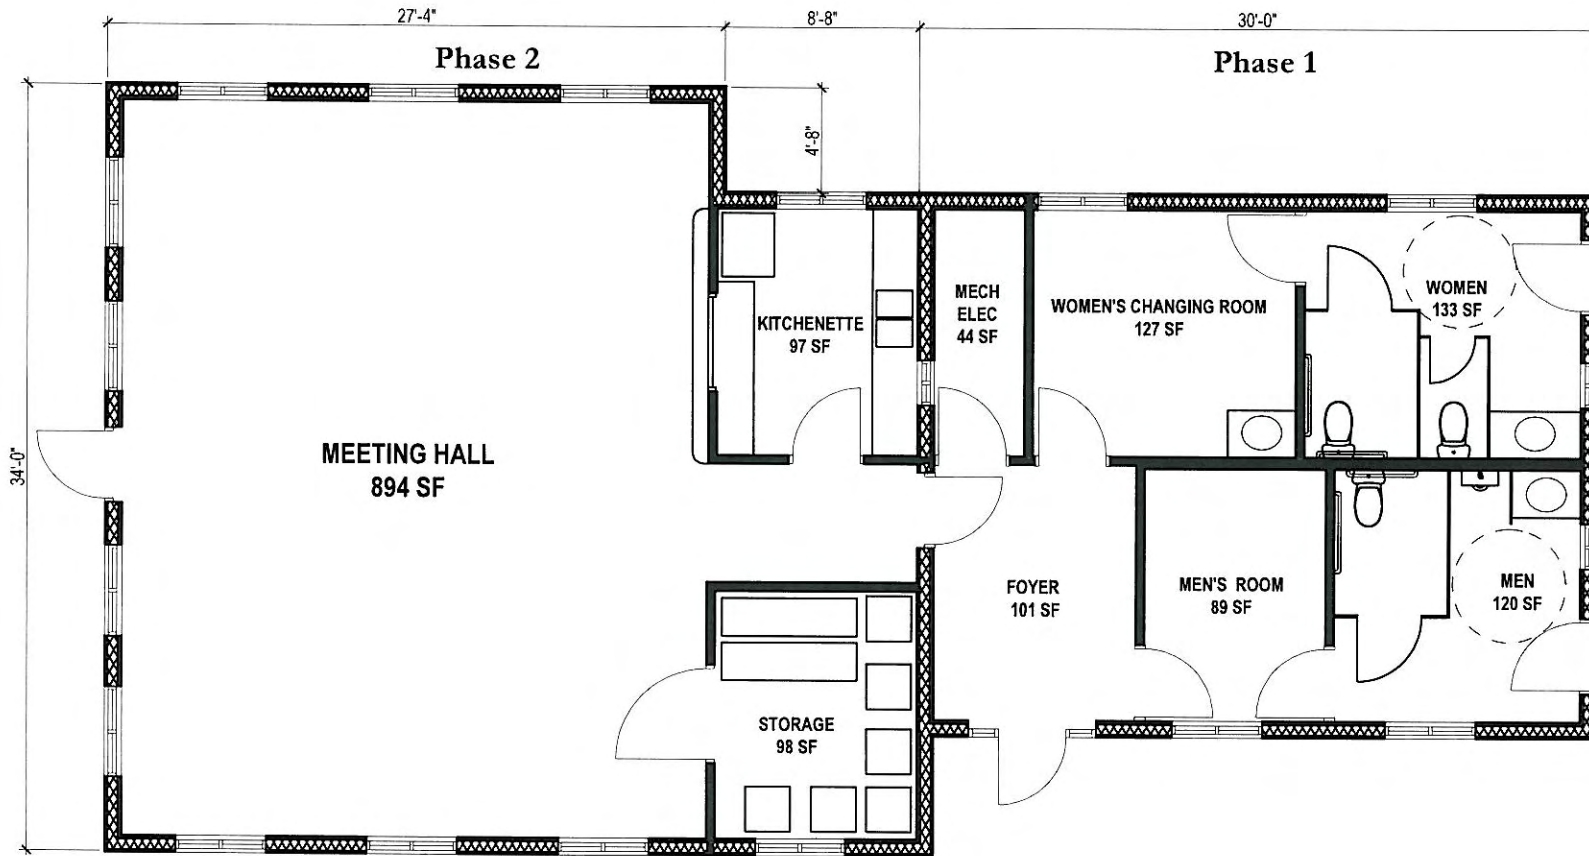 27'-4"
8'-8"
30'-0"
Phase 2
Phase 1
4'-8"
34'-0"
MECH
ELEC
44 SF
WOMEN'S CHANGING ROOM
127 SF
WOMEN
133 SF
KITCHENETTE
97 SF
MEETING HALL
894 SF
FOYER
101 SF
MEN'S ROOM
89 SF
MEN
120 SF
STORAGE
98 SF